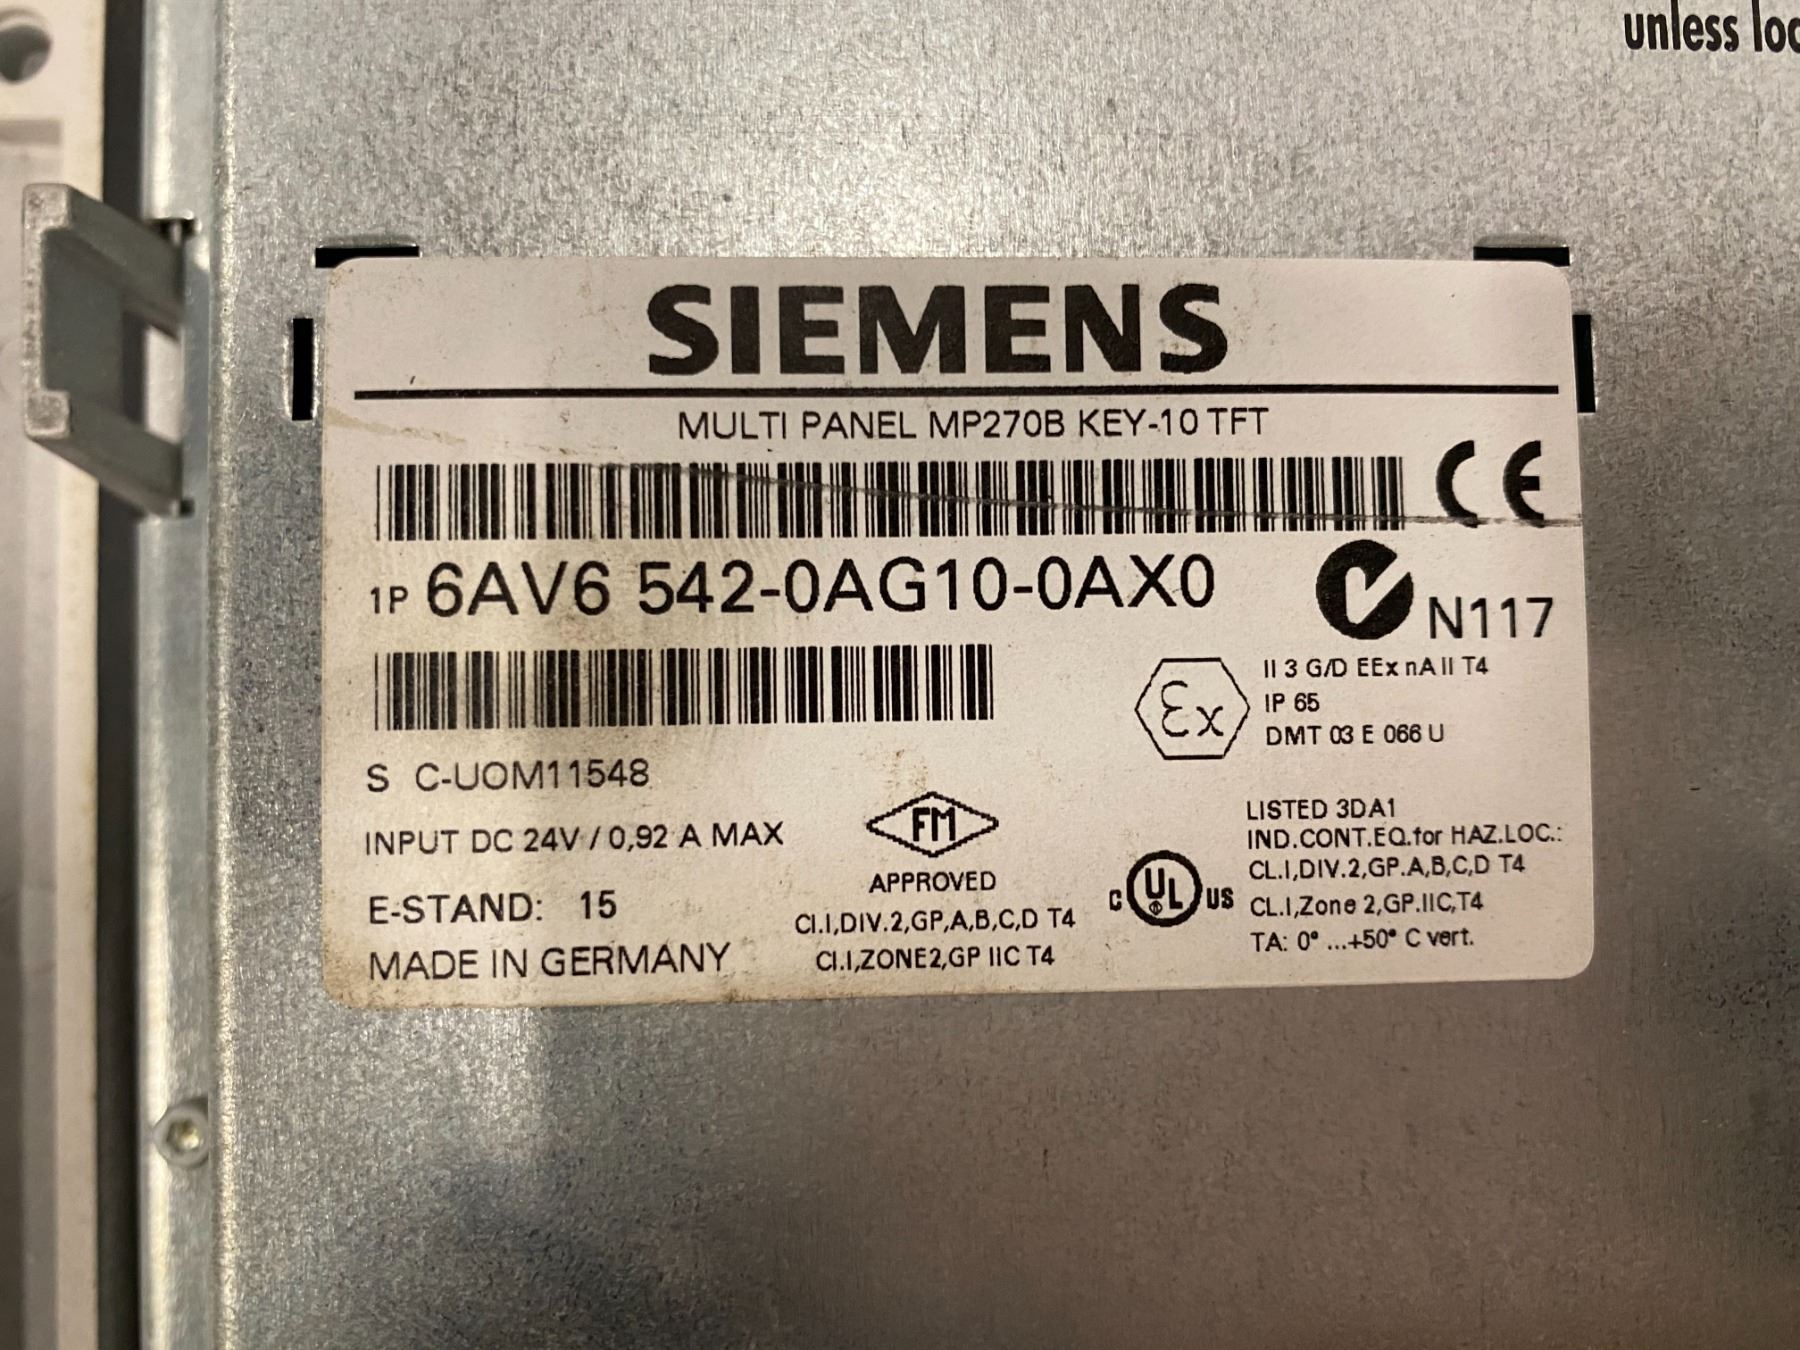 unless loc
SIEMENS
MULTI PANEL MP270B KEY-10 TFT
CE
1P 6AV6 542-0AG10-0AX0
N117
Ex
II 3 G/D EEx nA II T4
IP 65
DMT 03 E 066 U
S C-UOM11548
INPUT DC 24V / 0,92 A MAX
E-STAND: 15
MADE IN GERMANY
FM
APPROVED
Cl.I,DIV.2,GP,A,B,C,D T4
Cl.I,ZONE2,GP IIC T4
C UL US
LISTED 3DA1
IND.CONT.EQ.for HAZ.LOC.:
CL.I,DIV.2,GP.A,B,C,D T4
CL.I,Zone 2,GP.IIC,T4
TA: 0° ...+50° C vert.